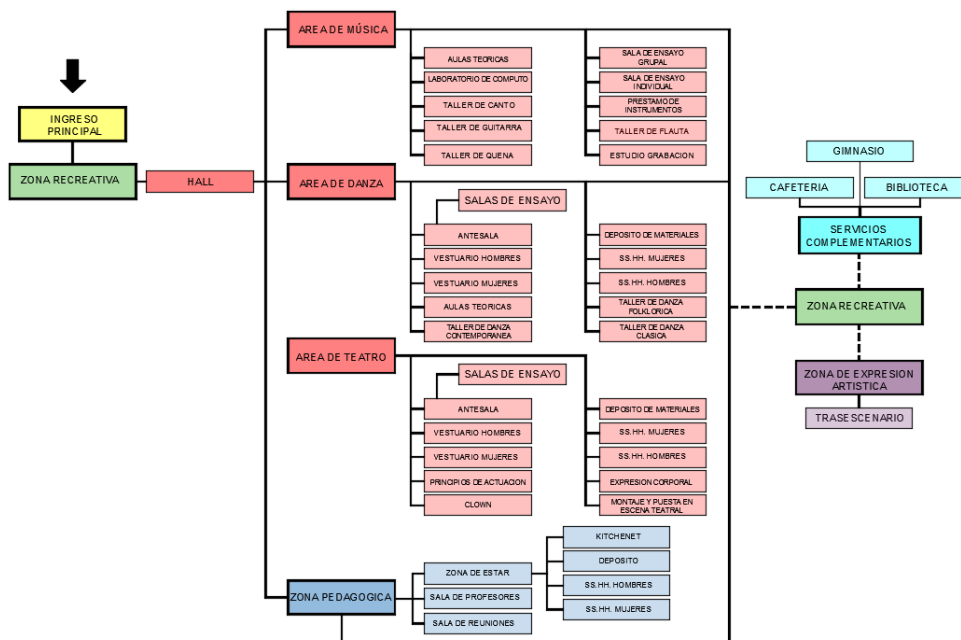 INGRESO
PRINCIPAL
ZONA RECREATIVA
HALL
AREA DE MÚSICA
AULAS TEORICAS
LABORATORIO DE COMPUTO
TALLER DE CANTO
TALLER DE GUITARRA
TALLER DE QUENA
SALA DE ENSAYO
GRUPAL
SALA DE ENSAYO
INDIVIDUAL
PRESTAMO DE
INSTRUMENTOS
TALLER DE FLAUTA
ESTUDIO GRABACION
AREA DE DANZA
SALAS DE ENSAYO
ANTESALA
VESTUARIO HOMBRES
VESTUARIO MUJERES
AULAS TEORICAS
TALLER DE DANZA
CONTEMPORANEA
DEPOSITO DE MATERIALES
SS.HH. MUJERES
SS.HH. HOMBRES
TALLER DE DANZA
FOLKLORICA
TALLER DE DANZA
CLASICA
AREA DE TEATRO
SALAS DE ENSAYO
ANTESALA
VESTUARIO HOMBRES
VESTUARIO MUJERES
PRINCIPIOS DE ACTUACION
CLOWN
DEPOSITO DE MATERIALES
SS.HH. MUJERES
SS.HH. HOMBRES
EXPRESION CORPORAL
MONTAJE Y PUESTA EN
ESCENA TEATRAL
ZONA PEDAGOGICA
ZONA DE ESTAR
SALA DE PROFESORES
SALA DE REUNIONES
KITCHENET
DEPOSITO
SS.HH. HOMBRES
SS.HH. MUJERES
GIMNASIO
CAFETERIA
BIBLIOTECA
SERVICIOS
COMPLEMENTARIOS
ZONA RECREATIVA
ZONA DE EXPRESION
ARTISTICA
TRASESCENARIO